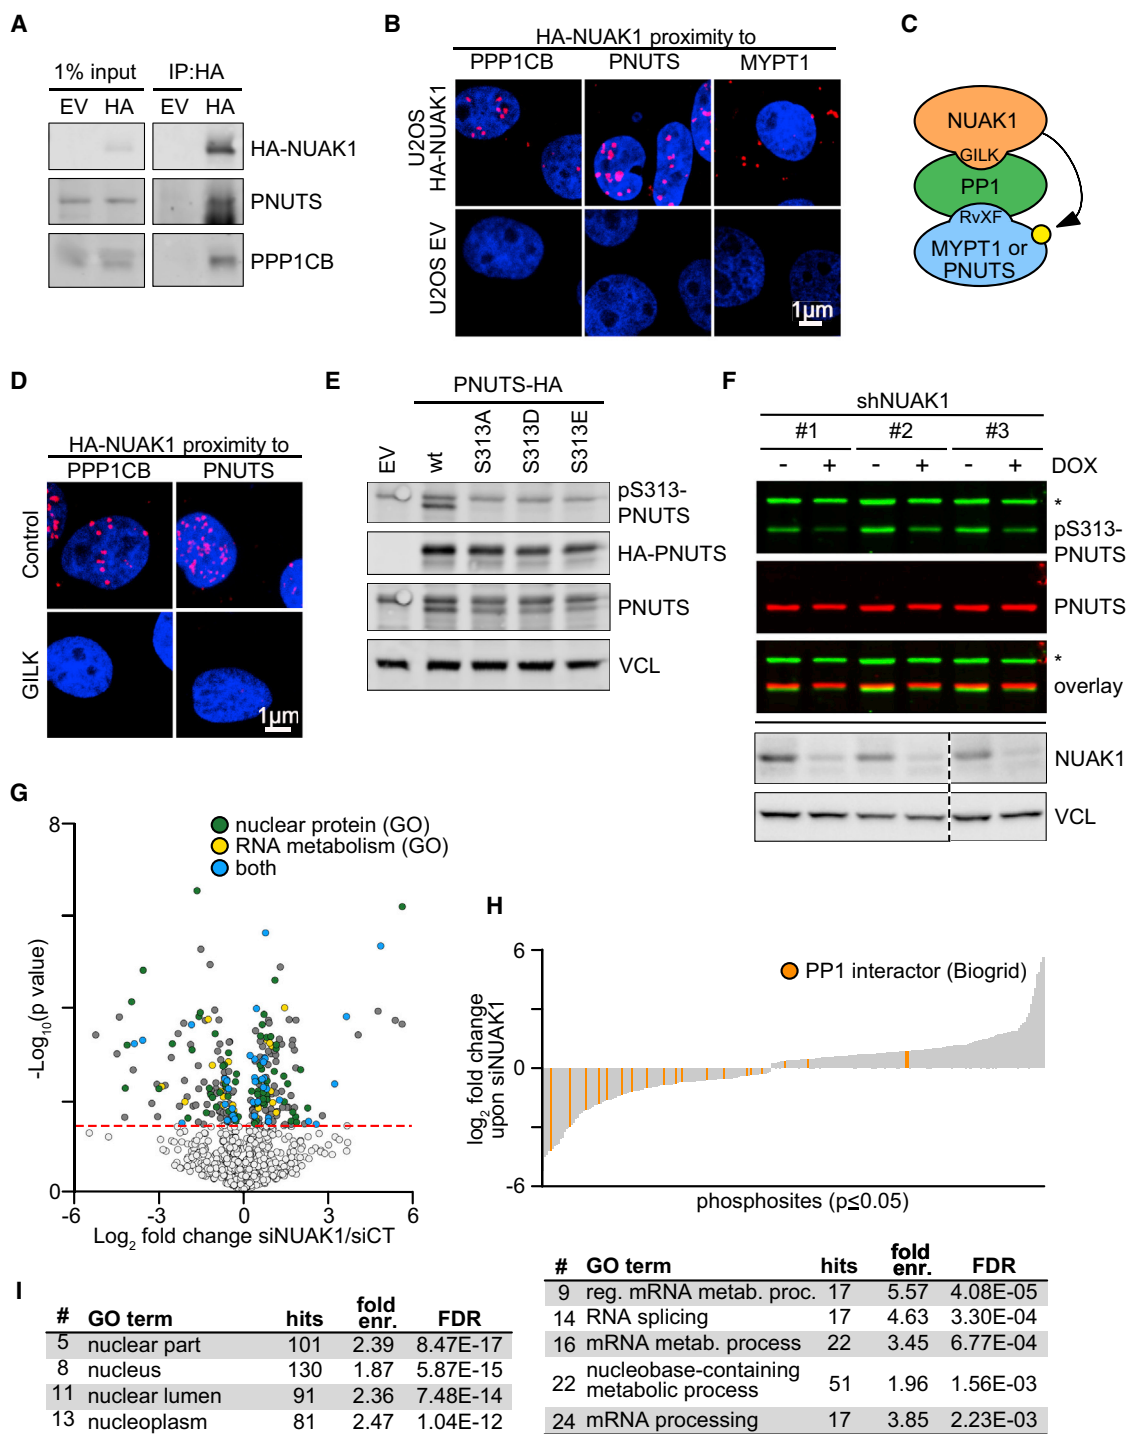 A
1% input IP:HA
EV HA EV HA
HA-NUAK1
PNUTS
PPP1CB
B
HA-NUAK1 proximity to
PPP1CB PNUTS MYPT1
U2OS
HA-NUAK1
U2OS EV
1µm
C
NUAK1
GILK
PP1
RvXF
MYPT1 or
PNUTS
D
HA-NUAK1 proximity to
PPP1CB PNUTS
Control
GILK
1µm
E
PNUTS-HA
EV wt S313A S313D S313E
pS313-
PNUTS
HA-PNUTS
PNUTS
VCL
F
shNUAK1
#1 #2 #3
- + - + - + DOX
*
pS313-
PNUTS
PNUTS
*
overlay
NUAK1
VCL
G
8
nuclear protein (GO)
RNA metabolism (GO)
both
-Log10(p value)
0
-6 -3 0 3 6
Log2 fold change siNUAK1/siCT
H
6
PP1 interactor (Biogrid)
log2 fold change
upon siNUAK1
0
-6
phosphosites (p≤0.05)
I
# GO term hits fold enr. FDR
5 nuclear part 101 2.39 8.47E-17
8 nucleus 130 1.87 5.87E-15
11 nuclear lumen 91 2.36 7.48E-14
13 nucleoplasm 81 2.47 1.04E-12
# GO term hits fold enr. FDR
9 reg. mRNA metab. proc. 17 5.57 4.08E-05
14 RNA splicing 17 4.63 3.30E-04
16 mRNA metab. process 22 3.45 6.77E-04
22 nucleobase-containing metabolic process 51 1.96 1.56E-03
24 mRNA processing 17 3.85 2.23E-03